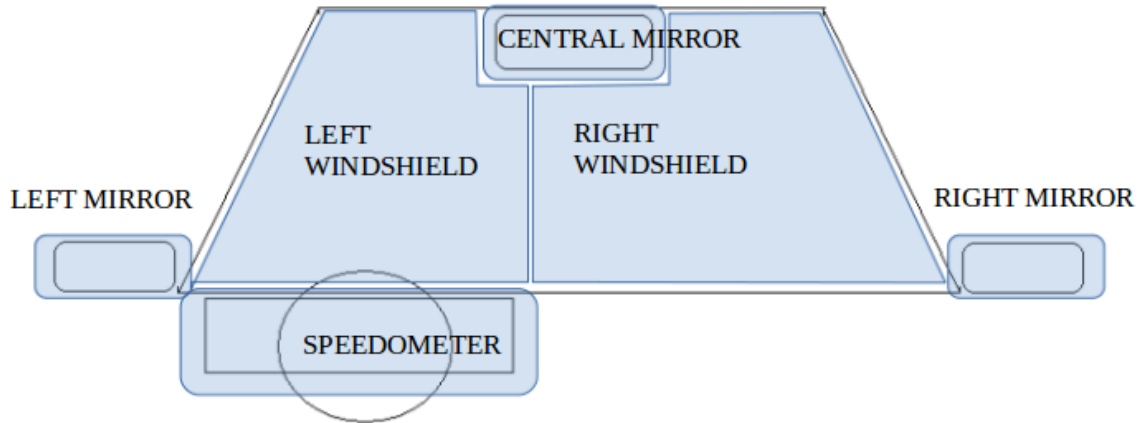 CENTRAL MIRROR
LEFT
WINDSHIELD
RIGHT
WINDSHIELD
LEFT MIRROR
RIGHT MIRROR
SPEEDOMETER